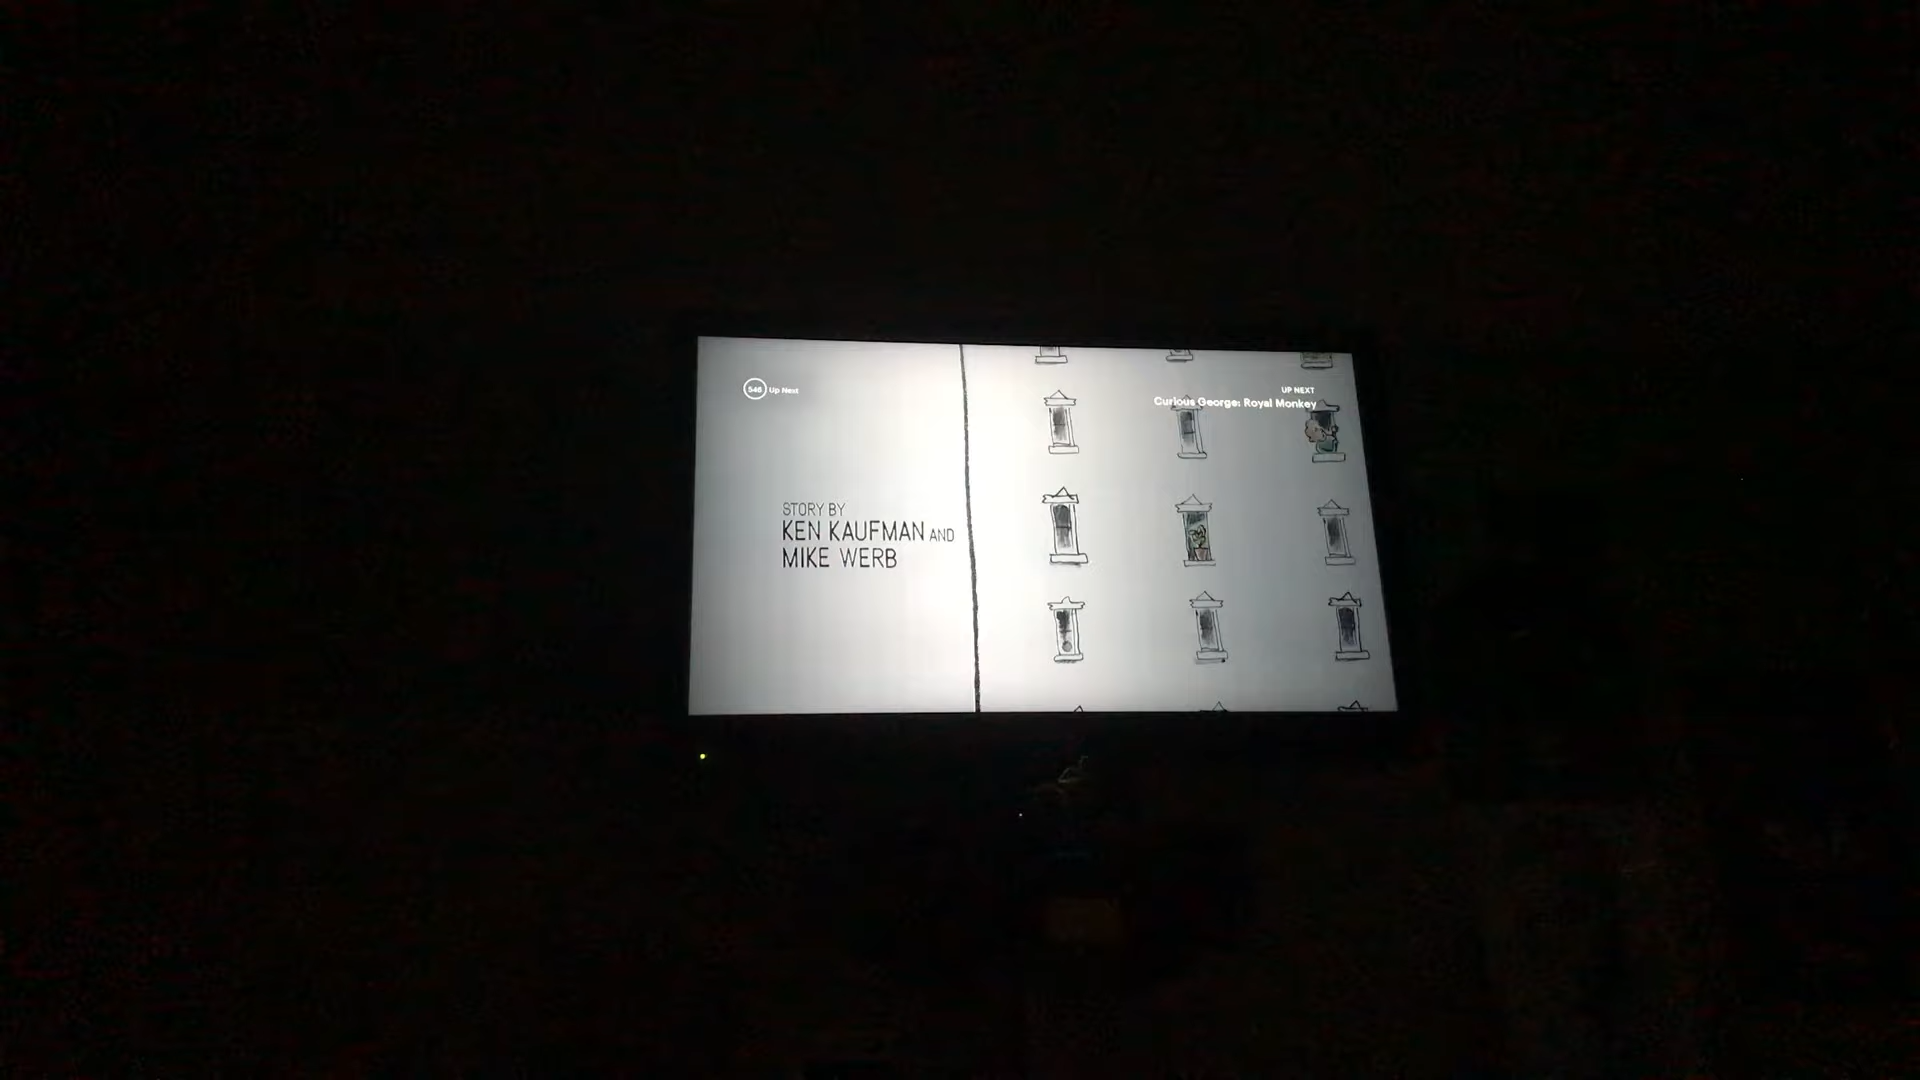 546 Up Next
UP NEXT
Curious George: Royal Monkey
STORY BY
KEN KAUFMAN AND
MIKE WERB